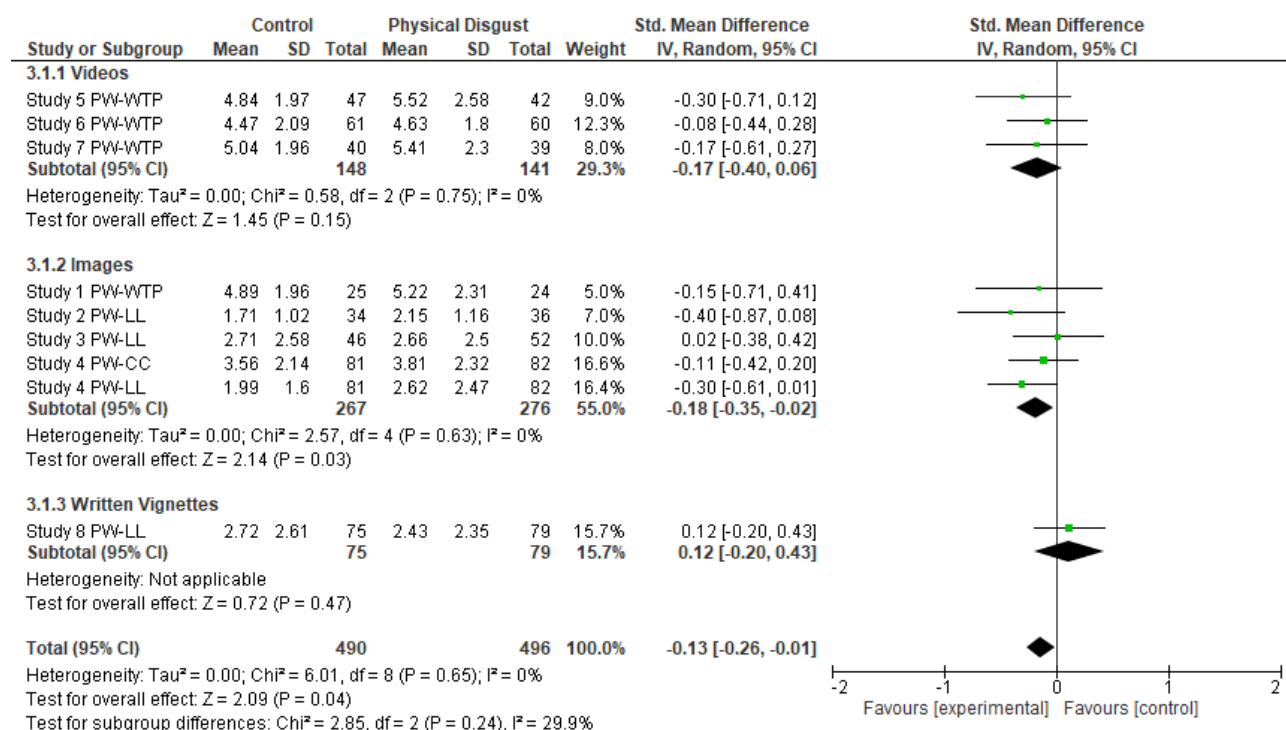 Control Physical Disgust Std. Mean Difference Std. Mean Difference
Study or Subgroup Mean SD Total Mean SD Total Weight IV, Random, 95% CI IV, Random, 95% CI
3.1.1 Videos
Study 5 PW-WTP 4.84 1.97 47 5.52 2.58 42 9.0% -0.30 [-0.71, 0.12]
Study 6 PW-WTP 4.47 2.09 61 4.63 1.8 60 12.3% -0.08 [-0.44, 0.28]
Study 7 PW-WTP 5.04 1.96 40 5.41 2.3 39 8.0% -0.17 [-0.61, 0.27]
Subtotal (95% CI) 148 141 29.3% -0.17 [-0.40, 0.06]
Heterogeneity: Tau² = 0.00; Chi² = 0.58, df = 2 (P = 0.75); I² = 0%
Test for overall effect: Z = 1.45 (P = 0.15)
3.1.2 Images
Study 1 PW-WTP 4.89 1.96 25 5.22 2.31 24 5.0% -0.15 [-0.71, 0.41]
Study 2 PW-LL 1.71 1.02 34 2.15 1.16 36 7.0% -0.40 [-0.87, 0.08]
Study 3 PW-LL 2.71 2.58 46 2.66 2.5 52 10.0% 0.02 [-0.38, 0.42]
Study 4 PW-CC 3.56 2.14 81 3.81 2.32 82 16.6% -0.11 [-0.42, 0.20]
Study 4 PW-LL 1.99 1.6 81 2.62 2.47 82 16.4% -0.30 [-0.61, 0.01]
Subtotal (95% CI) 267 276 55.0% -0.18 [-0.35, -0.02]
Heterogeneity: Tau² = 0.00; Chi² = 2.57, df = 4 (P = 0.63); I² = 0%
Test for overall effect: Z = 2.14 (P = 0.03)
3.1.3 Written Vignettes
Study 8 PW-LL 2.72 2.61 75 2.43 2.35 79 15.7% 0.12 [-0.20, 0.43]
Subtotal (95% CI) 75 79 15.7% 0.12 [-0.20, 0.43]
Heterogeneity: Not applicable
Test for overall effect: Z = 0.72 (P = 0.47)
Total (95% CI) 490 496 100.0% -0.13 [-0.26, -0.01]
Heterogeneity: Tau² = 0.00; Chi² = 6.01, df = 8 (P = 0.65); I² = 0%
Test for overall effect: Z = 2.09 (P = 0.04)
Test for subgroup differences: Chi² = 2.85, df = 2 (P = 0.24), I² = 29.9%
-2 -1 0 1 2
Favours [experimental] Favours [control]